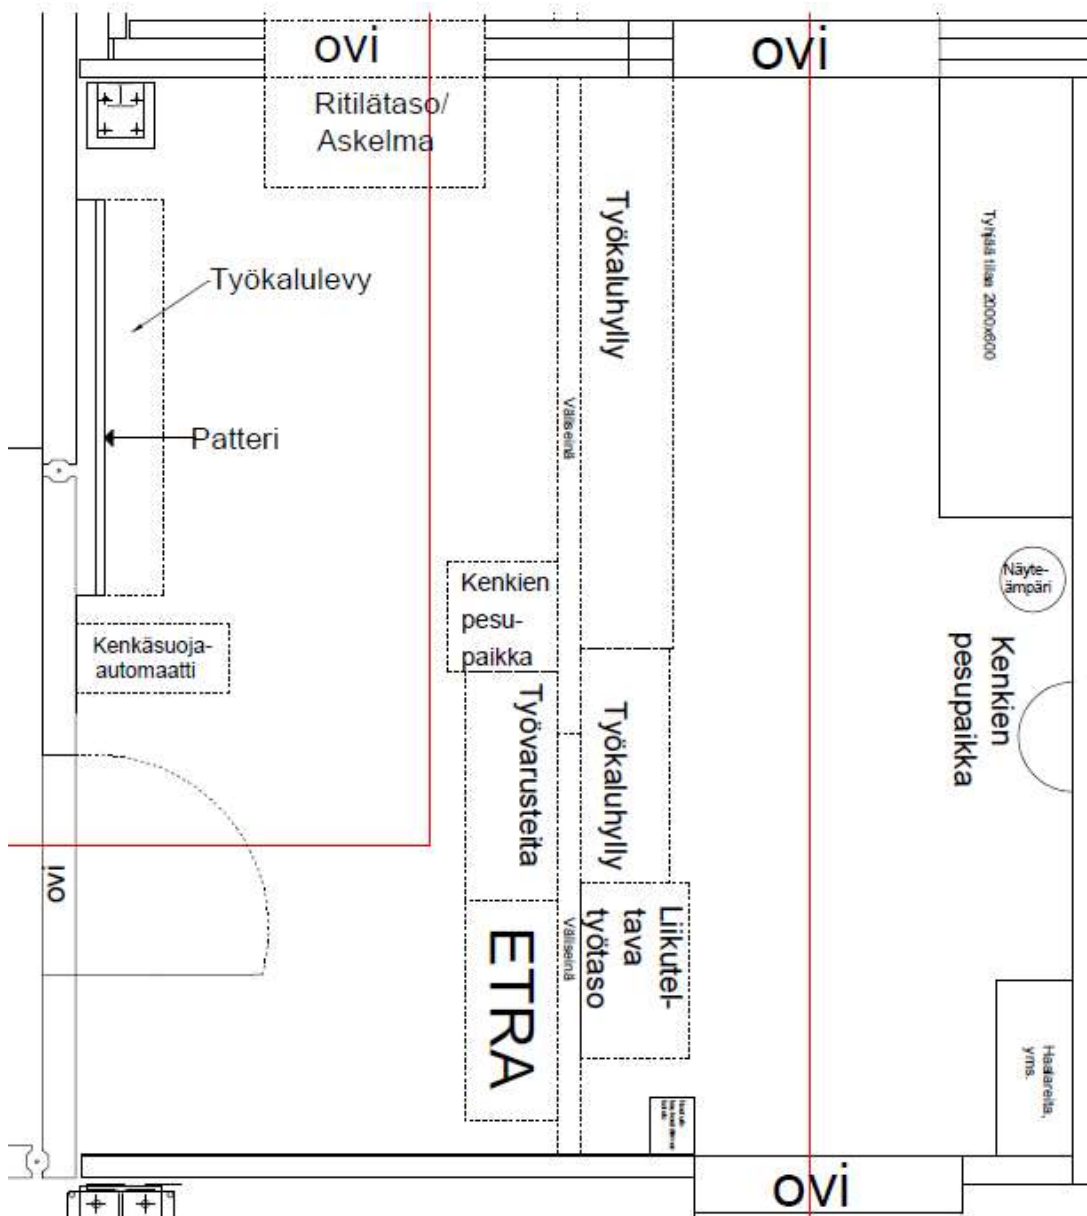 ovi
ovi
Ritilätaso/
Askelma
Työkaluhylly
Tyhjää tilaa 2000x600
Työkalulevy
Väliseinä
Patteri
Näyte-
ämpäri
Kenkien
pesu-
paikka
Kenkäsuoja-
automaatti
Kenkien
pesupaikka
Työvarusteita
Työkaluhylly
ovi
ETRA
Väliseinä
Liikutel-
tava
työtaso
Haalareita,
yms.
ovi